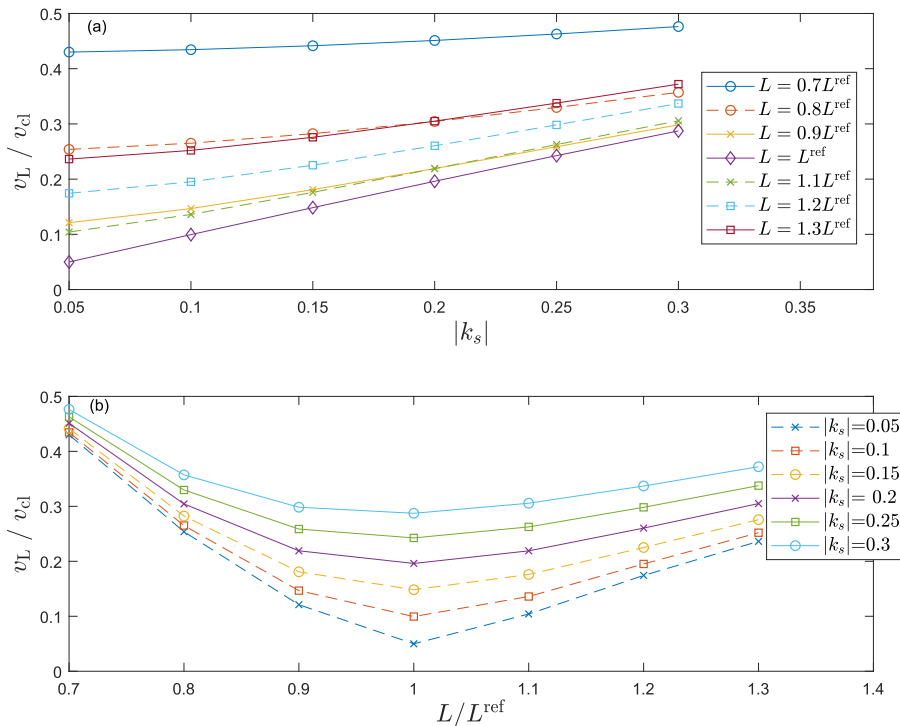 (a)
0.5
0.4
0.3
0.2
0.1
0
v_L / v_cl
0.05 0.1 0.15 0.2 0.25 0.3 0.35
|k_s|
L = 0.7L^ref
L = 0.8L^ref
L = 0.9L^ref
L = L^ref
L = 1.1L^ref
L = 1.2L^ref
L = 1.3L^ref
(b)
0.5
0.4
0.3
0.2
0.1
0
v_L / v_cl
0.7 0.8 0.9 1 1.1 1.2 1.3 1.4
L/L^ref
|k_s|=0.05
|k_s|=0.1
|k_s|=0.15
|k_s|= 0.2
|k_s|=0.25
|k_s|=0.3